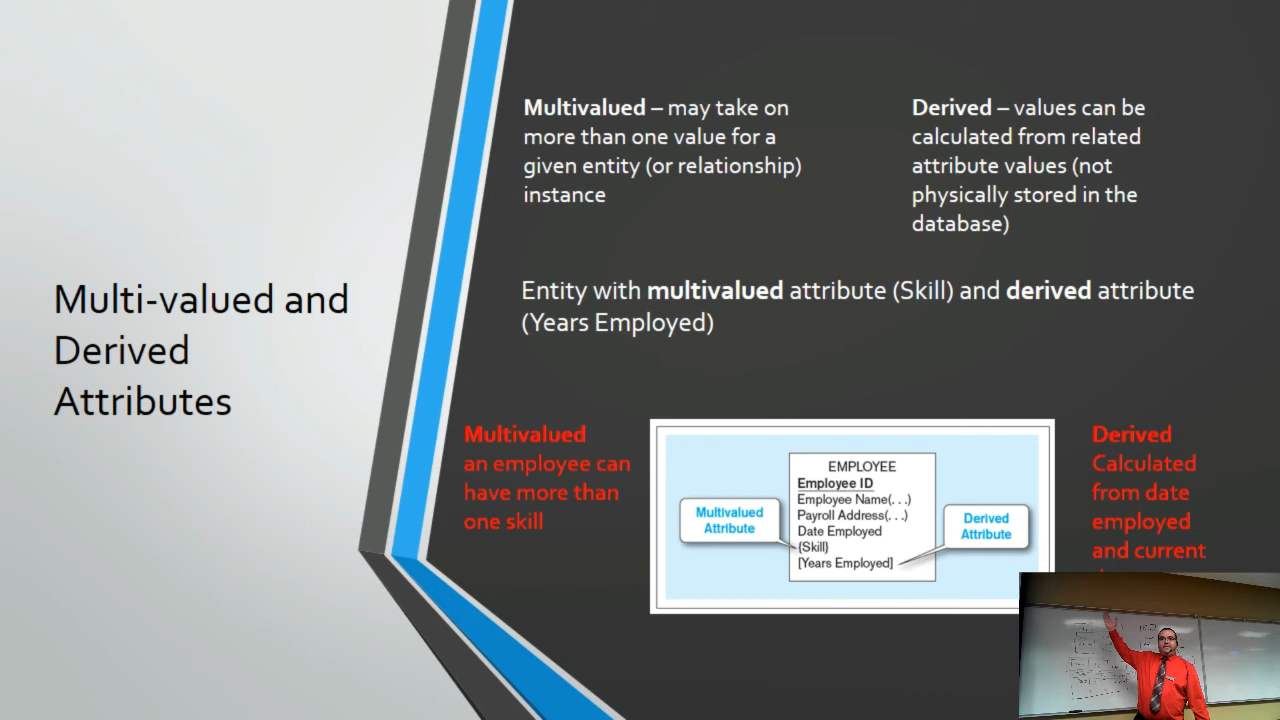 Multi-valued and
Derived
Attributes
Multivalued – may take on
more than one value for a
given entity (or relationship)
instance
Derived – values can be
calculated from related
attribute values (not
physically stored in the
database)
Entity with multivalued attribute (Skill) and derived attribute
(Years Employed)
Multivalued
an employee can
have more than
one skill
Multivalued
Attribute
EMPLOYEE
Employee ID
Employee Name(. . .)
Payroll Address(. . .)
Date Employed
(Skill)
[Years Employed]
Derived
Attribute
Derived
Calculated
from date
employed
and current